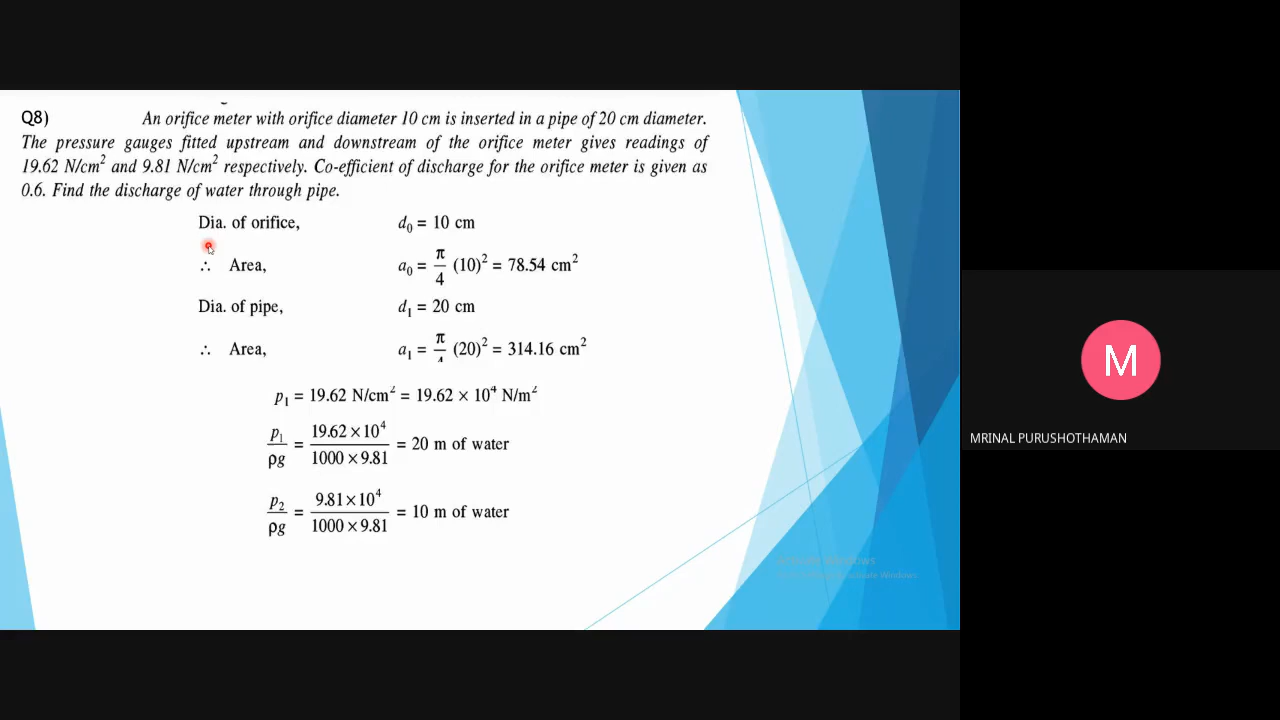 Q8) An orifice meter with orifice diameter 10 cm is inserted in a pipe of 20 cm diameter.
The pressure gauges fitted upstream and downstream of the orifice meter gives readings of
19.62 N/cm² and 9.81 N/cm² respectively. Co-efficient of discharge for the orifice meter is given as
0.6. Find the discharge of water through pipe.
Dia. of orifice, d₀ = 10 cm
∴ Area, a₀ = π/4 (10)² = 78.54 cm²
Dia. of pipe, d₁ = 20 cm
∴ Area, a₁ = π/4 (20)² = 314.16 cm²
p₁ = 19.62 N/cm² = 19.62 × 10⁴ N/m²
p₁/ρg = 19.62 × 10⁴/1000 × 9.81 = 20 m of water
p₂/ρg = 9.81 × 10⁴/1000 × 9.81 = 10 m of water
M
MRINAL PURUSHOTHAMAN